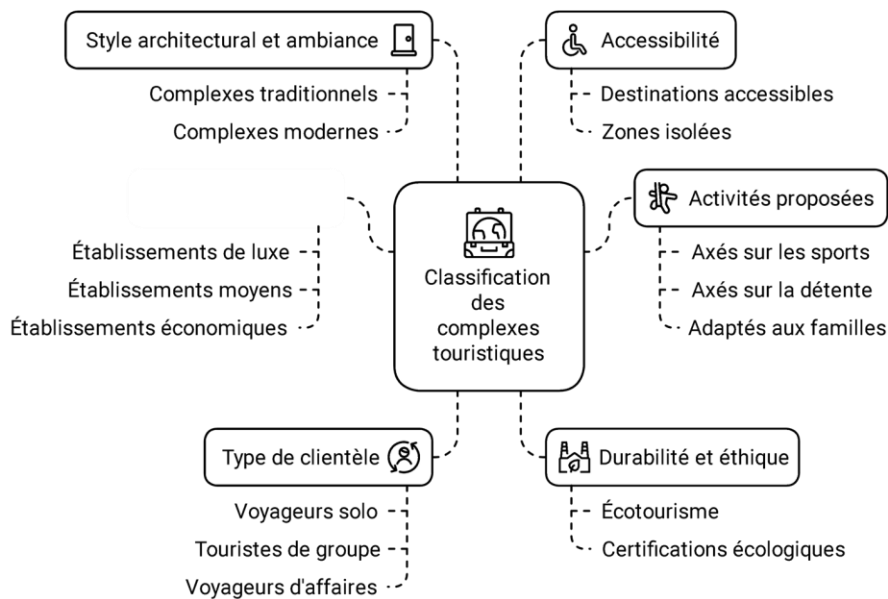 Style architectural et ambiance
Complexes traditionnels
Complexes modernes
Établissements de luxe
Établissements moyens
Établissements économiques
Type de clientèle
Voyageurs solo
Touristes de groupe
Voyageurs d'affaires
Classification
des
complexes
touristiques
Accessibilité
Destinations accessibles
Zones isolées
Activités proposées
Axés sur les sports
Axés sur la détente
Adaptés aux familles
Durabilité et éthique
Écotourisme
Certifications écologiques